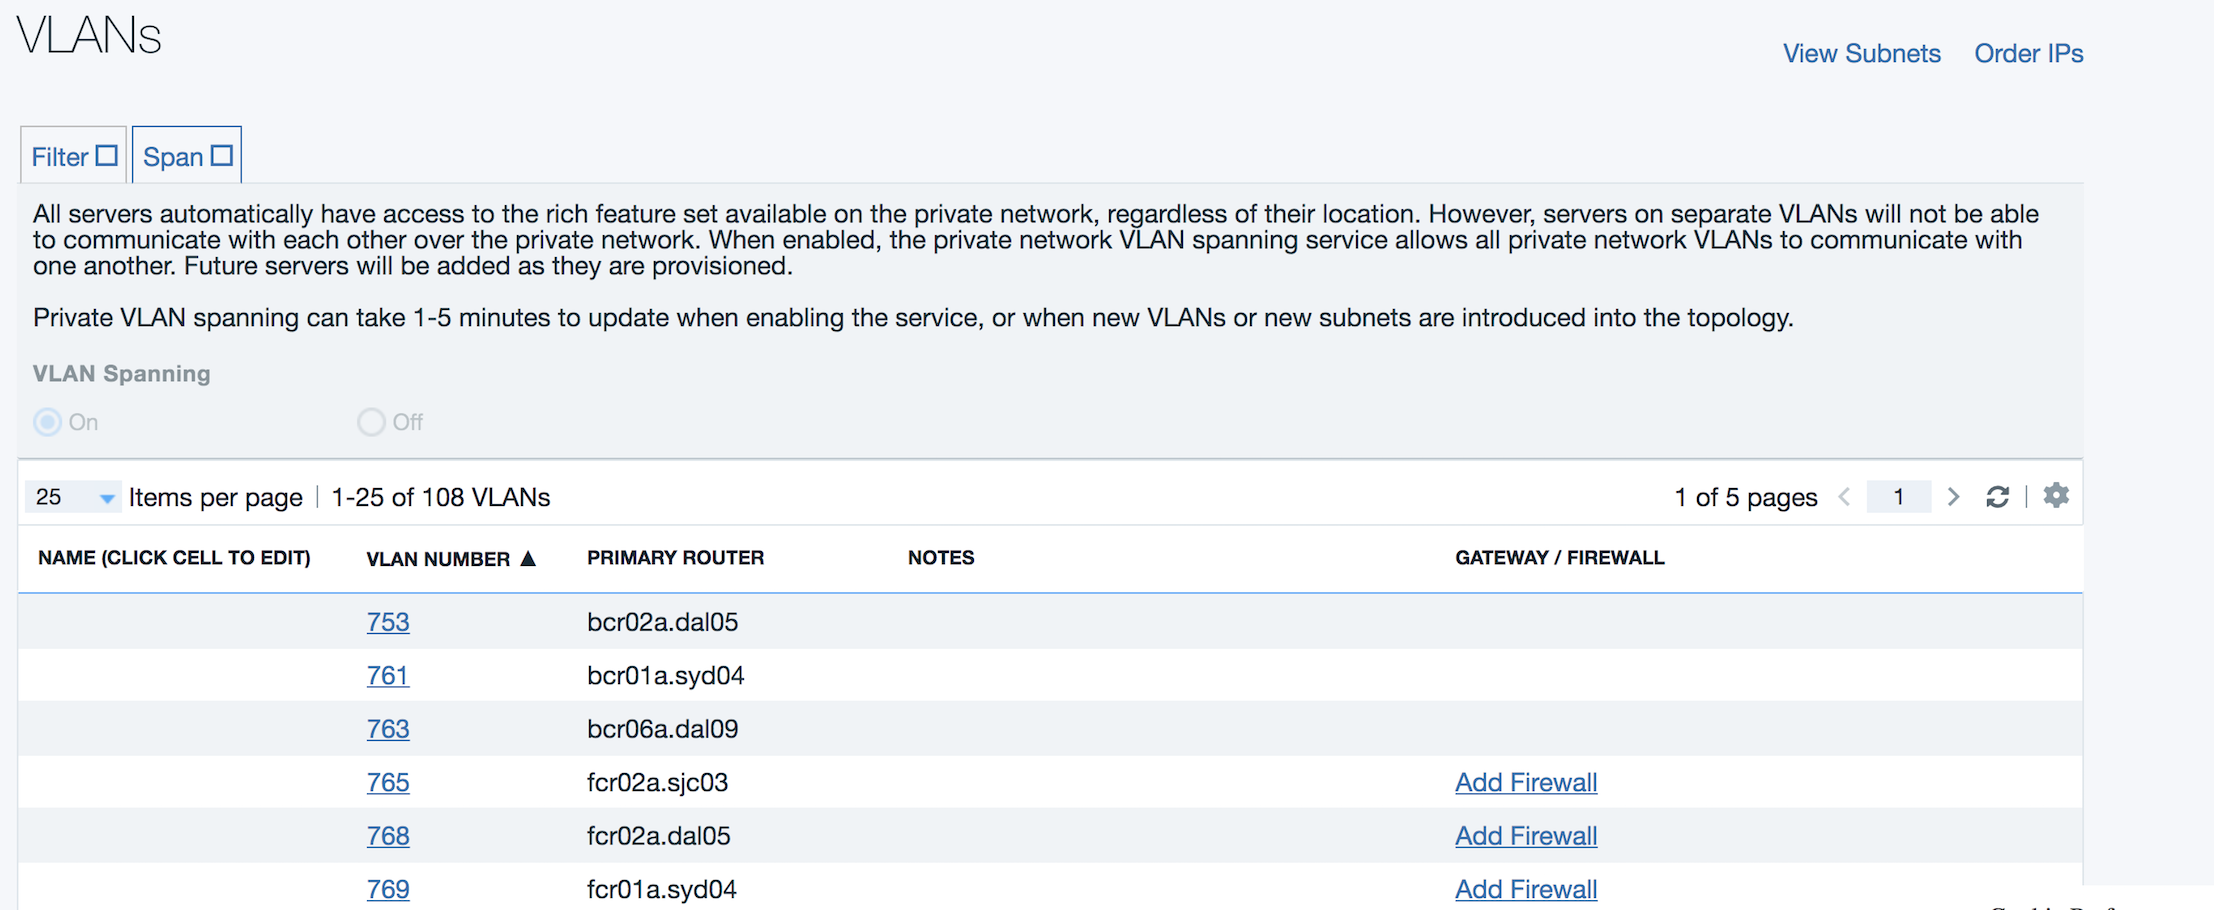 VLANs
View Subnets Order IPs
Filter Span
All servers automatically have access to the rich feature set available on the private network, regardless of their location. However, servers on separate VLANs will not be able
to communicate with each other over the private network. When enabled, the private network VLAN spanning service allows all private network VLANs to communicate with
one another. Future servers will be added as they are provisioned.
Private VLAN spanning can take 1-5 minutes to update when enabling the service, or when new VLANs or new subnets are introduced into the topology.
VLAN Spanning
On Off
25 Items per page | 1-25 of 108 VLANs 1 of 5 pages 1
NAME (CLICK CELL TO EDIT) VLAN NUMBER ▲ PRIMARY ROUTER NOTES GATEWAY / FIREWALL
753 bcr02a.dal05
761 bcr01a.syd04
763 bcr06a.dal09
765 fcr02a.sjc03 Add Firewall
768 fcr02a.dal05 Add Firewall
769 fcr01a.syd04 Add Firewall